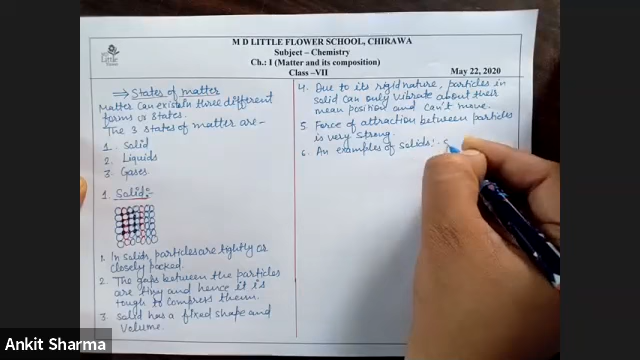 M D LITTLE FLOWER SCHOOL, CHIRAWA
Subject – Chemistry
Ch.: I (Matter and its composition)
Class –VII
May 22, 2020
Little
⇒ States of matter
Matter can exist in three different
forms or states.
The 3 states of matter are-
1. Solid
2. Liquids
3. Gases
1. Solid:-
1. In solids, particles are tightly or
closely packed.
2. The gaps between the particles
are tiny and hence it is
tough to compress them.
3. Solid has a fixed shape and
volume.
4. Due to its rigid nature, particles in
solid can only vibrate about their
mean position and can't move.
5 Force of attraction between particles
is very strong.
6. An examples of solids:-
Ankit Sharma